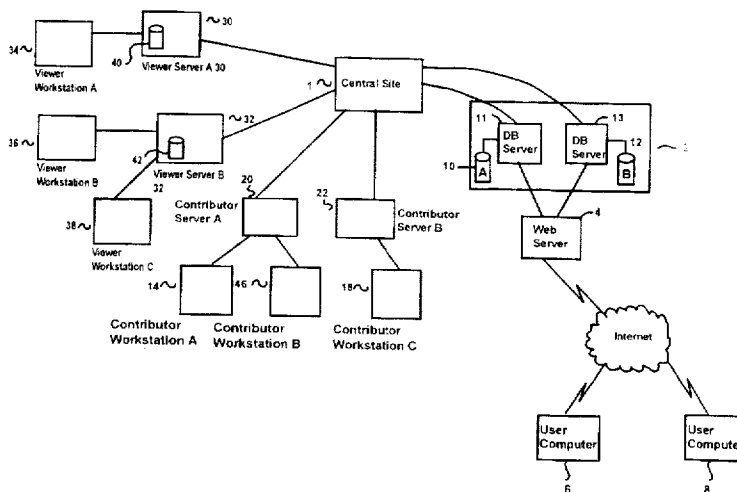 30
34
40
Viewer Server A 30
Viewer
Workstation A
1
Central Site
32
36
42
Viewer Server B
32
Viewer
Workstation B
38
Viewer
Workstation C
20
Contributor
Server A
22
Contributor
Server B
14
46
18
Contributor
Workstation A
Contributor
Workstation B
Contributor
Workstation C
11
13
DB
Server
DB
Server
12
10
A
B
Web
Server
4
Internet
User
Computer
User
Compute
6
8